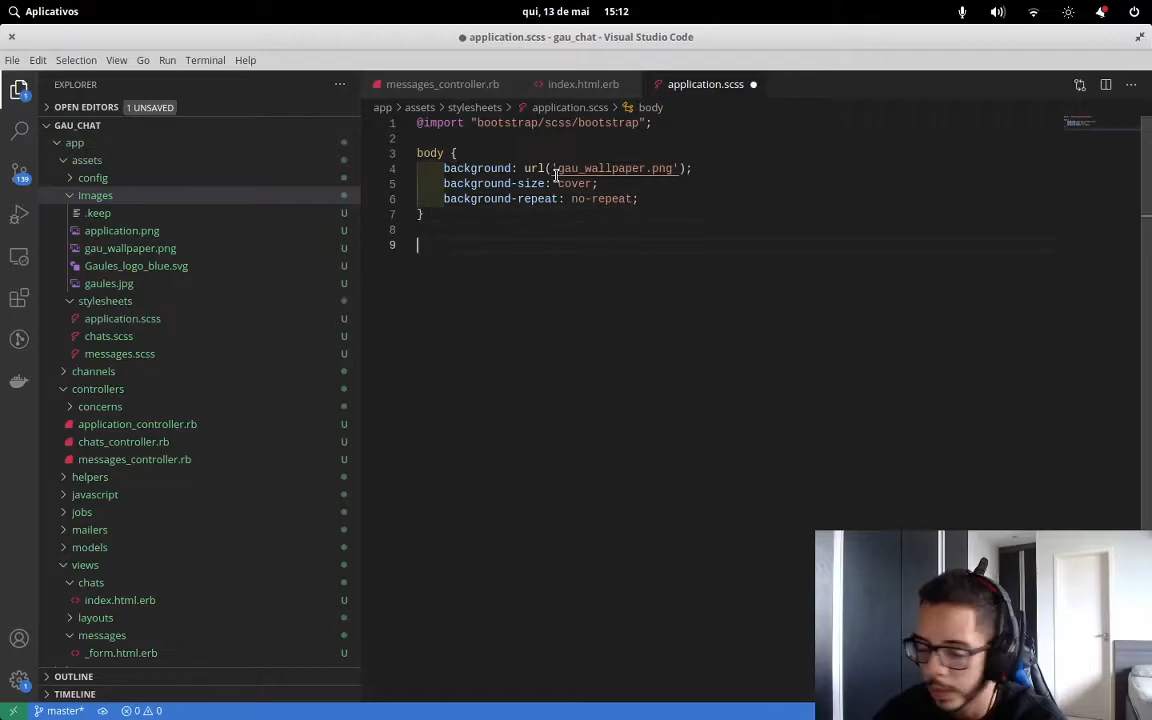 Aplicativos qui, 13 de mai 15:12
application.scss - gau_chat - Visual Studio Code
File Edit Selection View Go Run Terminal Help
EXPLORER messages_controller.rb index.html.erb application.scss
OPEN EDITORS 1 UNSAVED
app > assets > stylesheets > application.scss > body
GAU_CHAT
app
assets
config
images
.keep
application.png
gau_wallpaper.png
Gaules_logo_blue.svg
gaules.jpg
stylesheets
application.scss
chats.scss
messages.scss
channels
controllers
concerns
application_controller.rb
chats_controller.rb
messages_controller.rb
helpers
javascript
jobs
mailers
models
views
chats
index.html.erb
layouts
messages
_form.html.erb
OUTLINE
TIMELINE
U
U
U
U
U
U
U
U
U
U
U
U
U
1
139
1
1 @import "bootstrap/scss/bootstrap";
2
3 body {
4 background: url('gau_wallpaper.png');
5 background-size: cover;
6 background-repeat: no-repeat;
7 }
8
9
master* 0 0